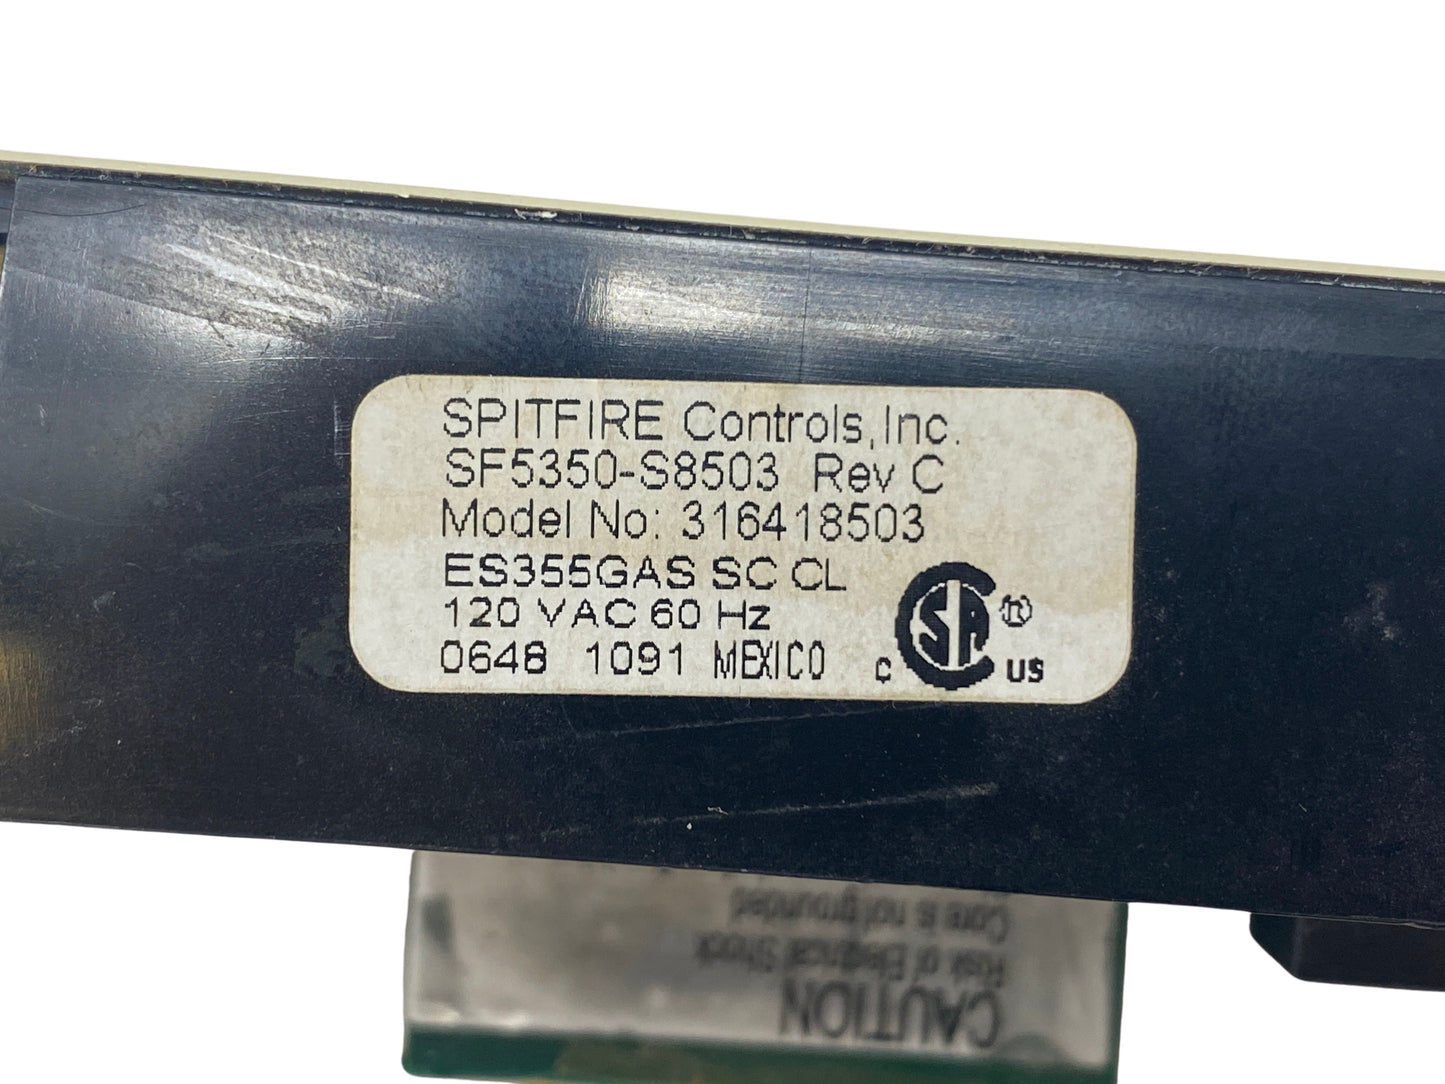 SPITFIRE Controls, Inc.
SF5350-S8503 Rev C
Model No: 316418503
ES355GAS SC CL
120 VAC 60 Hz
0648 1091 MEXICO
C SA ® US
CAUTION
Risk of Electrical Shock
Core is not grounded